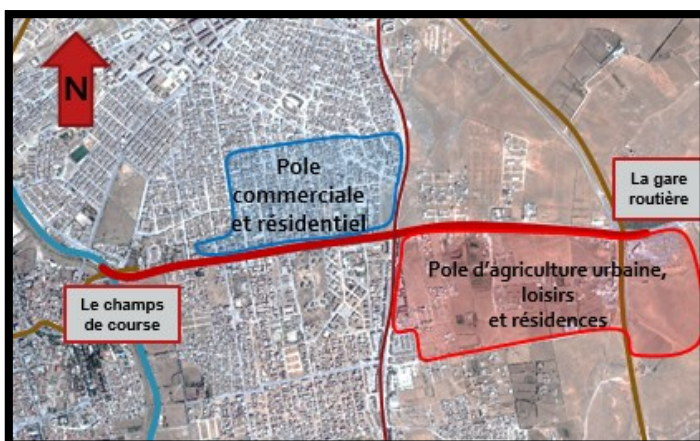 N
Pole
commerciale
et résidentiel
La gare
routière
Pole d'agriculture urbaine,
loisirs
et résidences
Le champs
de course